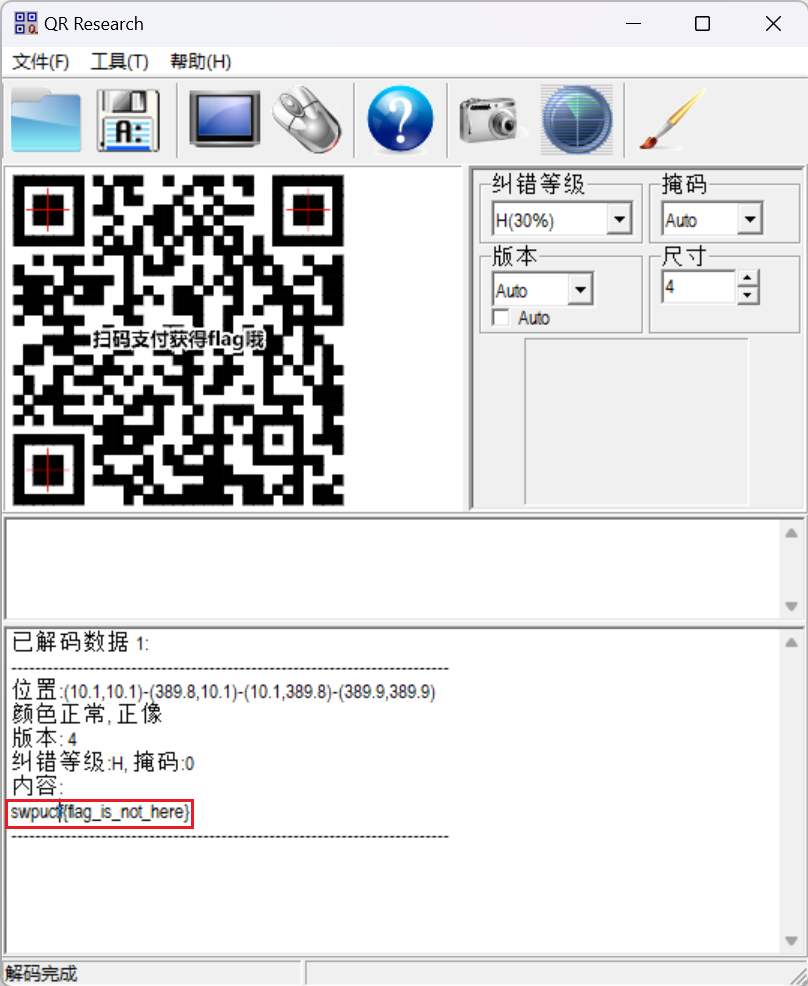 QR Research
文件(F) 工具(T) 帮助(H)
A:
纠错等级 掩码
H(30%) Auto
版本 尺寸
Auto 4
Auto
扫码支付获得flag哦
已解码数据 1:
-----------------------------------------------------------------------
位置:(10.1,10.1)-(389.8,10.1)-(10.1,389.8)-(389.9,389.9)
颜色正常, 正像
版本: 4
纠错等级:H, 掩码:0
内容:
swpuctf{flag_is_not_here}
-----------------------------------------------------------------------
解码完成